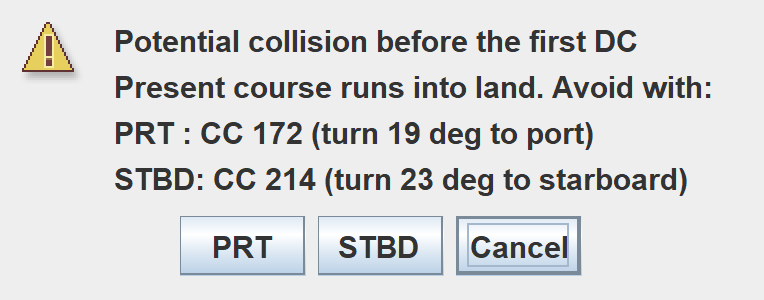 Potential collision before the first DC
Present course runs into land. Avoid with:
PRT : CC 172 (turn 19 deg to port)
STBD: CC 214 (turn 23 deg to starboard)
PRT STBD Cancel